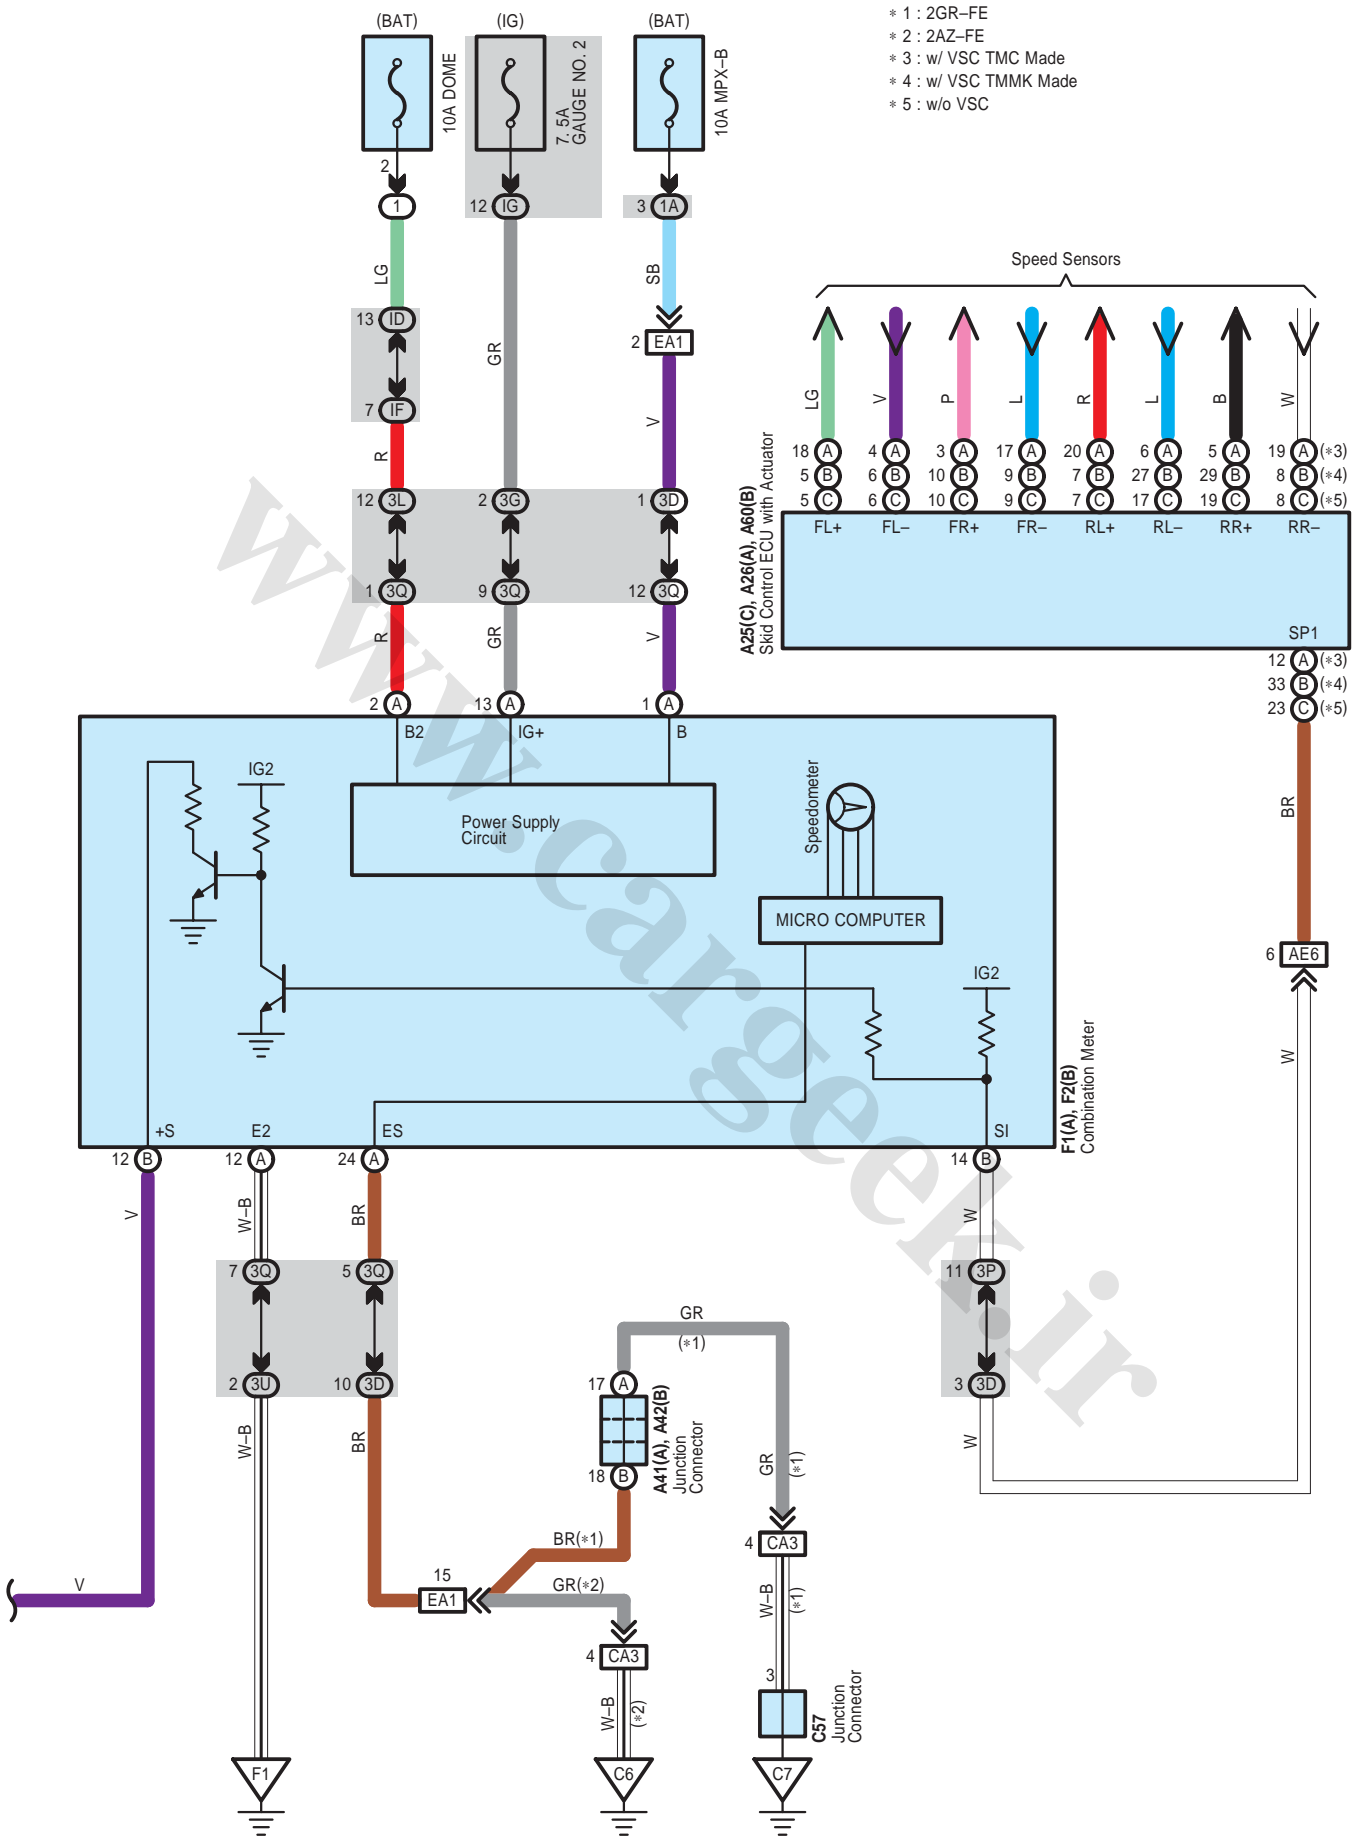 (BAT)
(IG)
(BAT)
∗ 1 : 2GR–FE
∗ 2 : 2AZ–FE
∗ 3 : w/ VSC TMC Made
∗ 4 : w/ VSC TMMK Made
∗ 5 : w/o VSC
10A DOME
7. 5A
GAUGE NO. 2
10A MPX–B
2
1
12 IG
3 1A
LG
GR
SB
13 ID
2 EA1
7 IF
R
V
12 3L
2 3G
1 3D
1 3Q
9 3Q
12 3Q
R
GR
V
2 A
13 A
1 A
Speed Sensors
LG
V
P
L
R
L
B
W
18 A
4 A
3 A
17 A
20 A
6 A
5 A
19 A (∗3)
5 B
6 B
10 B
9 B
7 B
27 B
29 B
8 B (∗4)
5 C
6 C
10 C
9 C
7 C
17 C
19 C
8 C (∗5)
FL+
FL–
FR+
FR–
RL+
RL–
RR+
RR–
A25(C), A26(A), A60(B)
Skid Control ECU with Actuator
SP1
12 A (∗3)
33 B (∗4)
23 C (∗5)
BR
6 AE6
W
B2
IG+
B
IG2
Power Supply
Circuit
Speedometer
MICRO COMPUTER
IG2
F1(A), F2(B)
Combination Meter
+S
E2
ES
SI
12 B
12 A
24 A
14 B
V
W–B
BR
W
7 3Q
5 3Q
11 3P
2 3U
10 3D
3 3D
W–B
BR
W
GR
(∗1)
17 A
18 B
A41(A), A42(B)
Junction
Connector
GR
(∗1)
BR(∗1)
4 CA3
15
EA1
GR(∗2)
V
W–B
(∗1)
4 CA3
W–B
(∗2)
3
C57
Junction
Connector
F1
C6
C7
www.cargeek.ir